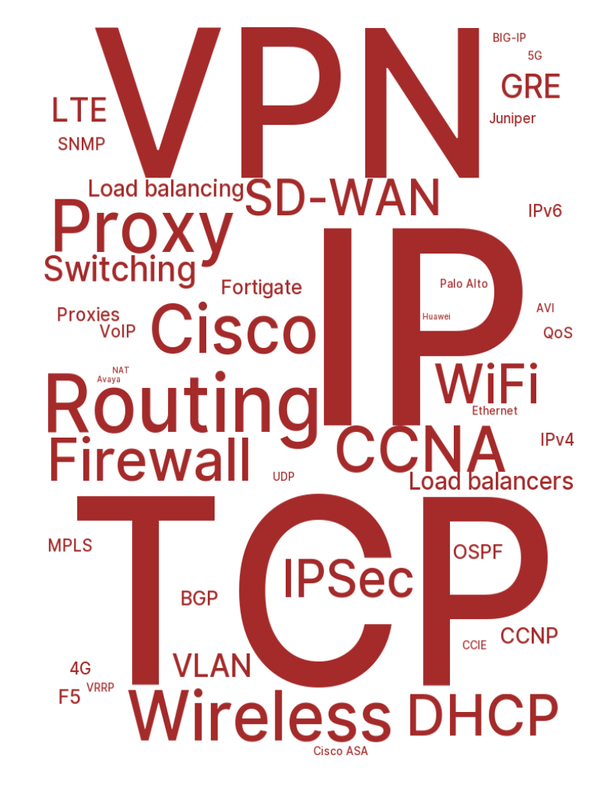 VPN
BIG-IP
5G
GRE
LTE
Juniper
SNMP
Load balancing
SD-WAN
Proxy
IPv6
IP
Switching
Fortigate
Palo Alto
Proxies
Huawei
AVI
VoIP
Cisco
QoS
NAT
Avaya
WiFi
Routing
Ethernet
CCNA
IPv4
Firewall
UDP
Load balancers
TCP
MPLS
OSPF
IPSec
BGP
CCNP
CCIE
4G
VLAN
F5
VRRP
Wireless
DHCP
Cisco ASA